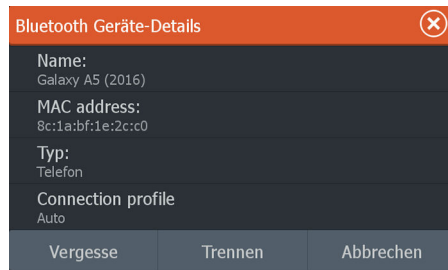 Bluetooth Geräte-Details
Name:
Galaxy A5 (2016)
MAC address:
8c:1a:bf:1e:2c:c0
Typ:
Telefon
Connection profile
Auto
Vergesse Trennen Abbrechen